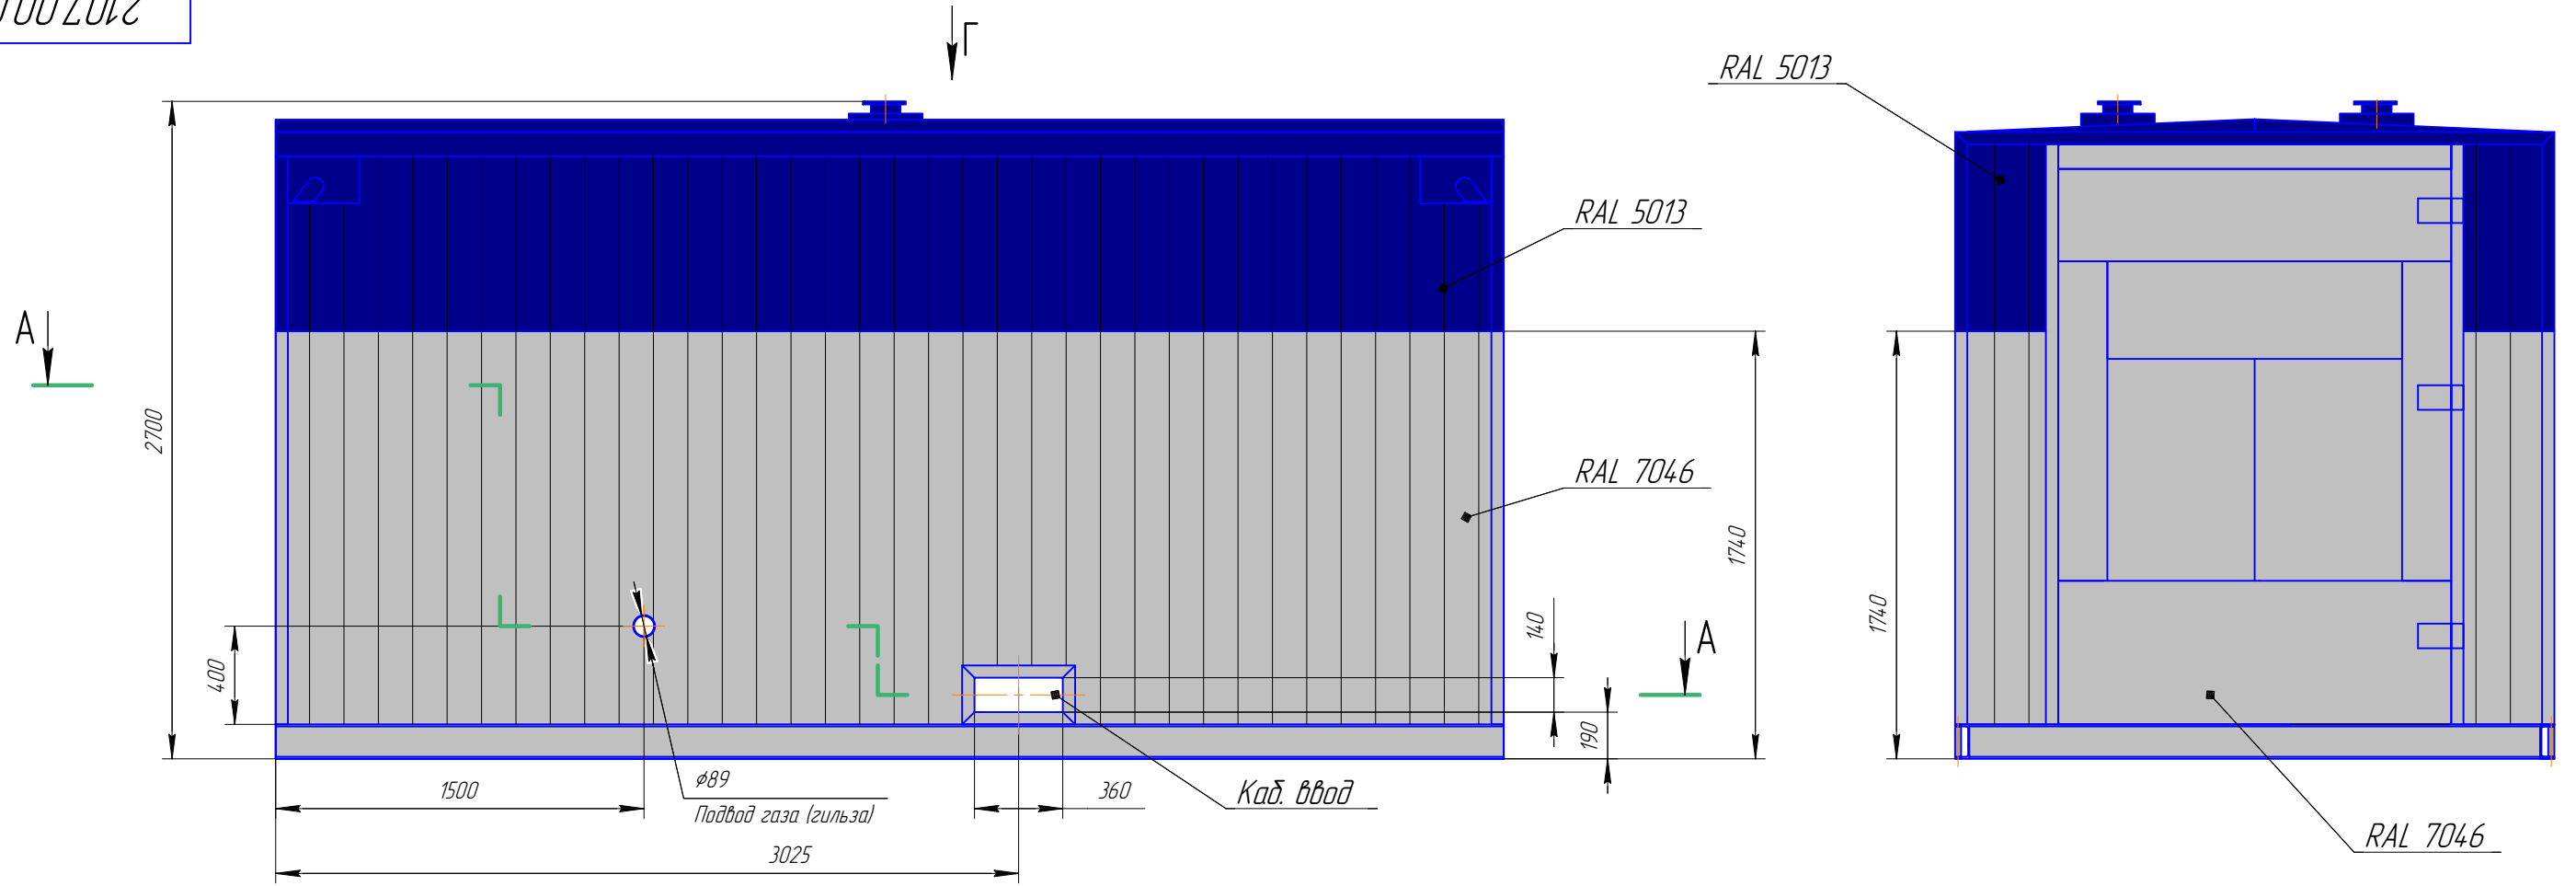 Г
RAL 5013
RAL 5013
А
2700
RAL 7046
1740
1740
140
А
400
190
1500
⌀89
Подвод газа (гильза)
360
Каб. ввод
3025
RAL 7046